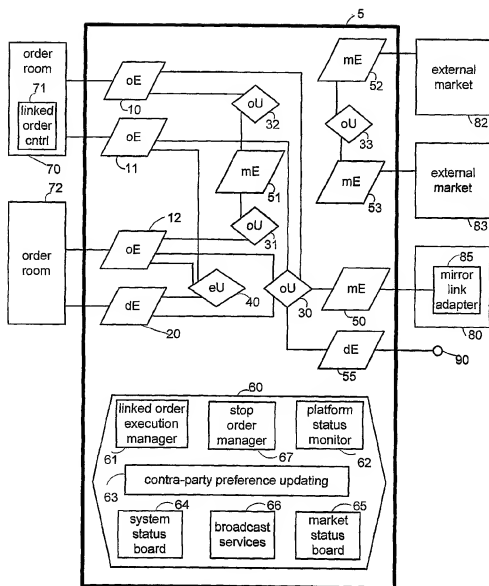 5
order
room
71
linked
order
cntrl
70
72
order
room
oE
10
oE
11
12
oE
dE
20
oU
32
mE
51
oU
31
eU
40
oU
30
mE
52
oU
33
mE
53
mE
50
dE
55
external
market
82
external
market
83
85
mirror
link
adapter
80
90
60
linked order
execution
manager
61
stop
order
manager
67
platform
status
monitor
62
63
contra-party preference updating
64
system
status
board
66
broadcast
services
65
market
status
board